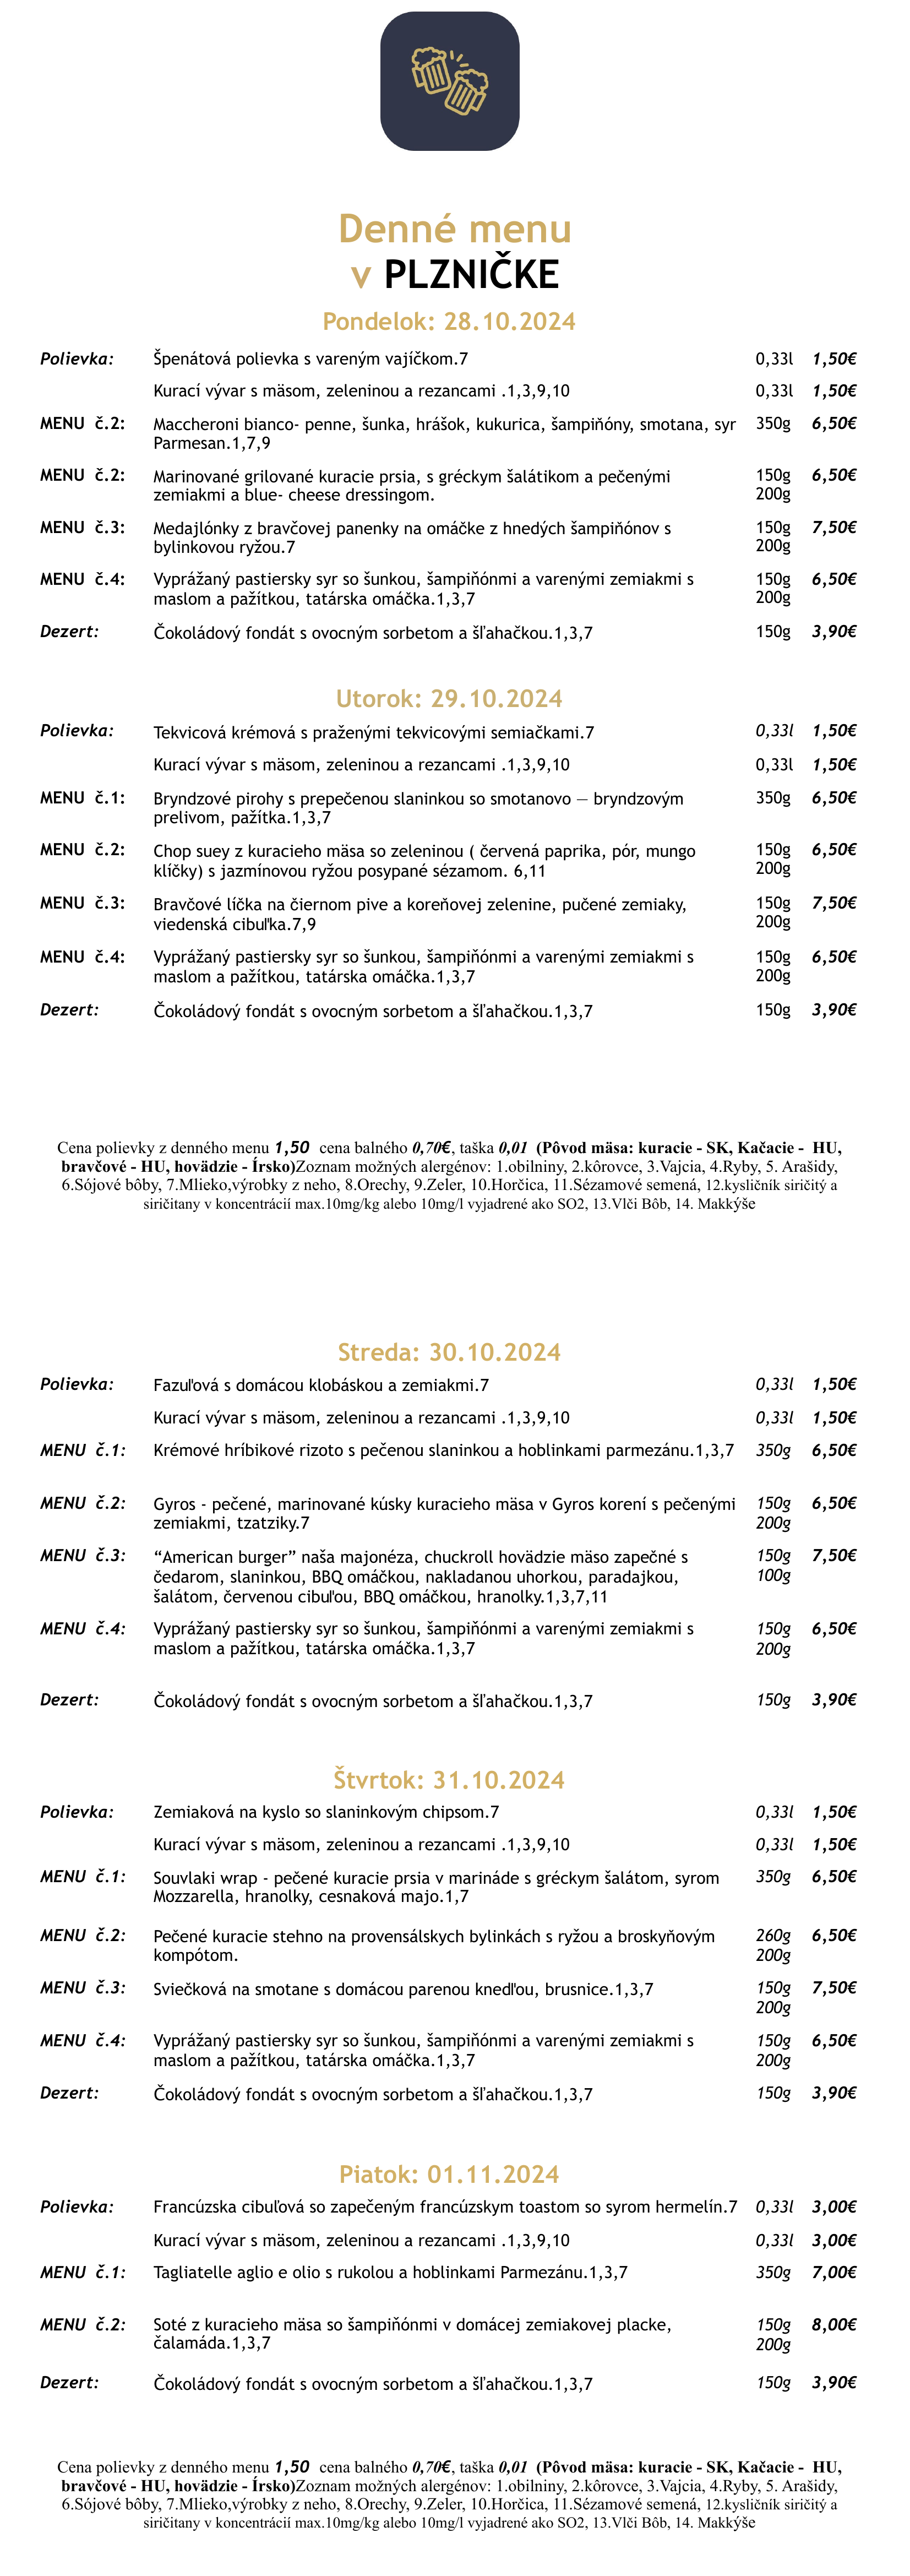 Denné menu
v PLZNIČKE
Pondelok: 28.10.2024
Polievka: Špenátová polievka s vareným vajíčkom.7 0,33l 1,50€
Kurací vývar s mäsom, zeleninou a rezancami .1,3,9,10 0,33l 1,50€
MENU č.2: Maccheroni bianco- penne, šunka, hrášok, kukurica, šampiňóny, smotana, syr 350g 6,50€
Parmesan.1,7,9
MENU č.2: Marinované grilované kuracie prsia, s gréckym šalátikom a pečenými 150g 6,50€
zemiakmi a blue- cheese dressingom. 200g
MENU č.3: Medajlónky z bravčovej panenky na omáčke z hnedých šampiňónov s 150g 7,50€
bylinkovou ryžou.7 200g
MENU č.4: Vyprážaný pastiersky syr so šunkou, šampiňónmi a varenými zemiakmi s 150g 6,50€
maslom a pažítkou, tatárska omáčka.1,3,7 200g
Dezert: Čokoládový fondát s ovocným sorbetom a šľahačkou.1,3,7 150g 3,90€
Utorok: 29.10.2024
Polievka: Tekvicová krémová s praženými tekvicovými semiačkami.7 0,33l 1,50€
Kurací vývar s mäsom, zeleninou a rezancami .1,3,9,10 0,33l 1,50€
MENU č.1: Bryndzové pirohy s prepečenou slaninkou so smotanovo — bryndzovým 350g 6,50€
prelivom, pažítka.1,3,7
MENU č.2: Chop suey z kuracieho mäsa so zeleninou ( červená paprika, pór, mungo 150g 6,50€
klíčky) s jazminovou ryžou posypané sézamom. 6,11 200g
MENU č.3: Bravčové líčka na čiernom pive a koreňovej zelenine, pučené zemiaky, 150g 7,50€
viedenská cibuľka.7,9 200g
MENU č.4: Vyprážaný pastiersky syr so šunkou, šampiňónmi a varenými zemiakmi s 150g 6,50€
maslom a pažítkou, tatárska omáčka.1,3,7 200g
Dezert: Čokoládový fondát s ovocným sorbetom a šľahačkou.1,3,7 150g 3,90€
Cena polievky z denného menu 1,50 cena balného 0,70€, taška 0,01 (Pôvod mäsa: kuracie - SK, Kačacie - HU,
bravčové - HU, hovädzie - Írsko)Zoznam možných alergénov: 1.obilniny, 2.kôrovce, 3.Vajcia, 4.Ryby, 5. Arašidy,
6.Sójové bôby, 7.Mlieko,výrobky z neho, 8.Orechy, 9.Zeler, 10.Horčica, 11.Sézamové semená, 12.kysličník siričitý a
siričitany v koncentrácií max.10mg/kg alebo 10mg/l vyjadrené ako SO2, 13.Vlči Bôb, 14. Makkýše
Streda: 30.10.2024
Polievka: Fazuľová s domácou klobáskou a zemiakmi.7 0,33l 1,50€
Kurací vývar s mäsom, zeleninou a rezancami .1,3,9,10 0,33l 1,50€
MENU č.1: Krémové hríbikové rizoto s pečenou slaninkou a hoblinkami parmezánu.1,3,7 350g 6,50€
MENU č.2: Gyros - pečené, marinované kúsky kuracieho mäsa v Gyros korení s pečenými 150g 6,50€
zemiakmi, tzatziky.7 200g
MENU č.3: “American burger” naša majonéza, chuckroll hovädzie mäso zapečné s 150g 7,50€
čedarom, slaninkou, BBQ omáčkou, nakladanou uhorkou, paradajkou, 100g
šalátom, červenou cibuľou, BBQ omáčkou, hranolky.1,3,7,11
MENU č.4: Vyprážaný pastiersky syr so šunkou, šampiňónmi a varenými zemiakmi s 150g 6,50€
maslom a pažítkou, tatárska omáčka.1,3,7 200g
Dezert: Čokoládový fondát s ovocným sorbetom a šľahačkou.1,3,7 150g 3,90€
Štvrtok: 31.10.2024
Polievka: Zemiaková na kyslo so slaninkovým chipsom.7 0,33l 1,50€
Kurací vývar s mäsom, zeleninou a rezancami .1,3,9,10 0,33l 1,50€
MENU č.1: Souvlaki wrap - pečené kuracie prsia v marináde s gréckym šalátom, syrom 350g 6,50€
Mozzarella, hranolky, cesnaková majo.1,7
MENU č.2: Pečené kuracie stehno na provensálskych bylinkách s ryžou a broskyňovým 260g 6,50€
kompótom. 200g
MENU č.3: Sviečková na smotane s domácou parenou knedľou, brusnice.1,3,7 150g 7,50€
200g
MENU č.4: Vyprážaný pastiersky syr so šunkou, šampiňónmi a varenými zemiakmi s 150g 6,50€
maslom a pažítkou, tatárska omáčka.1,3,7 200g
Dezert: Čokoládový fondát s ovocným sorbetom a šľahačkou.1,3,7 150g 3,90€
Piatok: 01.11.2024
Polievka: Francúzska cibuľová so zapečeným francúzskym toastom so syrom hermelín.7 0,33l 3,00€
Kurací vývar s mäsom, zeleninou a rezancami .1,3,9,10 0,33l 3,00€
MENU č.1: Tagliatelle aglio e olio s rukolou a hoblinkami Parmezánu.1,3,7 350g 7,00€
MENU č.2: Soté z kuracieho mäsa so šampiňónmi v domácej zemiakovej placke, 150g 8,00€
čalamáda.1,3,7 200g
Dezert: Čokoládový fondát s ovocným sorbetom a šľahačkou.1,3,7 150g 3,90€
Cena polievky z denného menu 1,50 cena balného 0,70€, taška 0,01 (Pôvod mäsa: kuracie - SK, Kačacie - HU,
bravčové - HU, hovädzie - Írsko)Zoznam možných alergénov: 1.obilniny, 2.kôrovce, 3.Vajcia, 4.Ryby, 5. Arašidy,
6.Sójové bôby, 7.Mlieko,výrobky z neho, 8.Orechy, 9.Zeler, 10.Horčica, 11.Sézamové semená, 12.kysličník siričitý a
siričitany v koncentrácií max.10mg/kg alebo 10mg/l vyjadrené ako SO2, 13.Vlči Bôb, 14. Makkýše